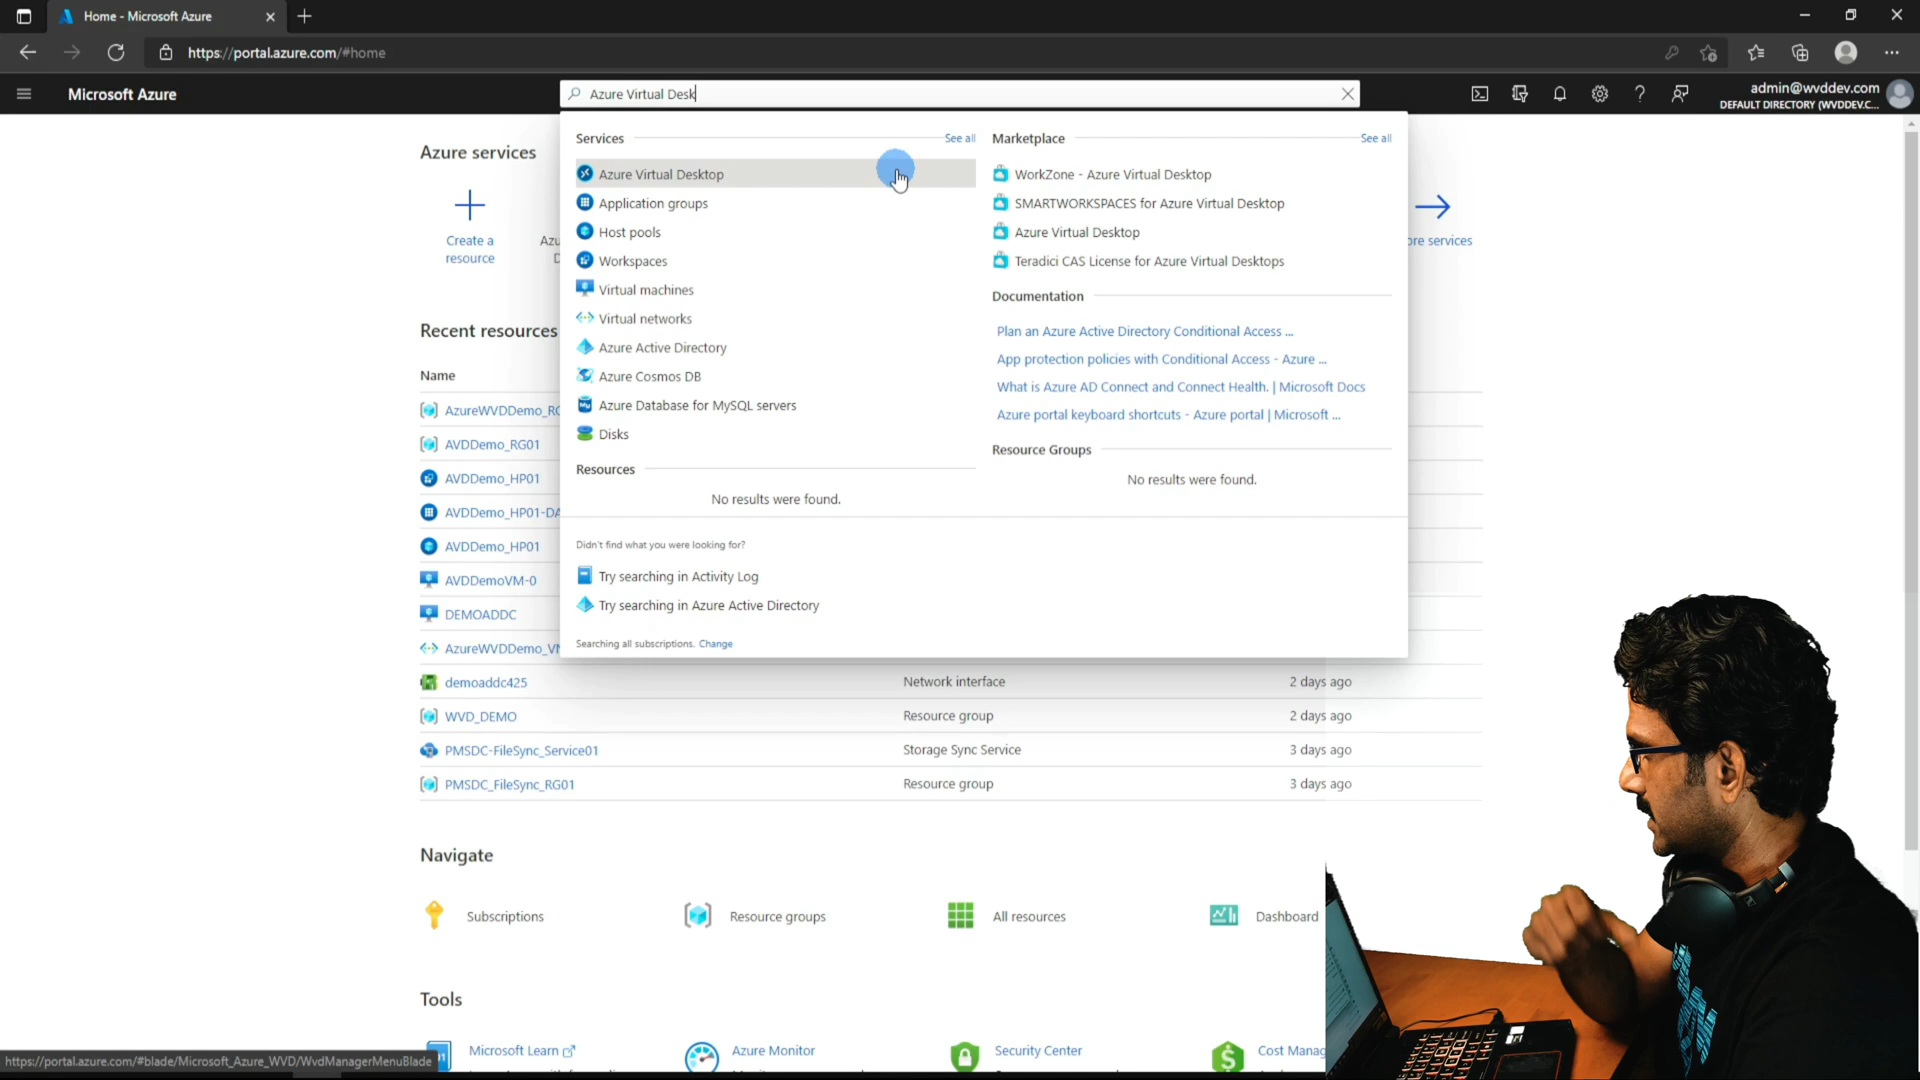 Home - Microsoft Azure
https://portal.azure.com/#home
Microsoft Azure
Azure Virtual Desk
admin@wvddev.com
DEFAULT DIRECTORY (WVDDEV.C...
Azure services
Create a
resource
Azu
D
ore services
Services
See all
Azure Virtual Desktop
Application groups
Host pools
Workspaces
Virtual machines
Virtual networks
Azure Active Directory
Azure Cosmos DB
Azure Database for MySQL servers
Disks
Resources
No results were found.
Marketplace
See all
WorkZone - Azure Virtual Desktop
SMARTWORKSPACES for Azure Virtual Desktop
Azure Virtual Desktop
Teradici CAS License for Azure Virtual Desktops
Documentation
Plan an Azure Active Directory Conditional Access ...
App protection policies with Conditional Access - Azure ...
What is Azure AD Connect and Connect Health. | Microsoft Docs
Azure portal keyboard shortcuts - Azure portal | Microsoft ...
Resource Groups
No results were found.
Didn't find what you were looking for?
Try searching in Activity Log
Try searching in Azure Active Directory
Searching all subscriptions. Change
Recent resources
Name
AzureWVDDemo_RG
AVDDemo_RG01
AVDDemo_HP01
AVDDemo_HP01-DA
AVDDemo_HP01
AVDDemoVM-0
DEMOADDC
AzureWVDDemo_VN
demoaddc425 Network interface 2 days ago
WVD_DEMO Resource group 2 days ago
PMSDC-FileSync_Service01 Storage Sync Service 3 days ago
PMSDC_FileSync_RG01 Resource group 3 days ago
Navigate
Subscriptions
Resource groups
All resources
Dashboard
Tools
Microsoft Learn
Azure Monitor
Security Center
Cost Manag
https://portal.azure.com/#blade/Microsoft_Azure_WVD/WvdManagerMenuBlade